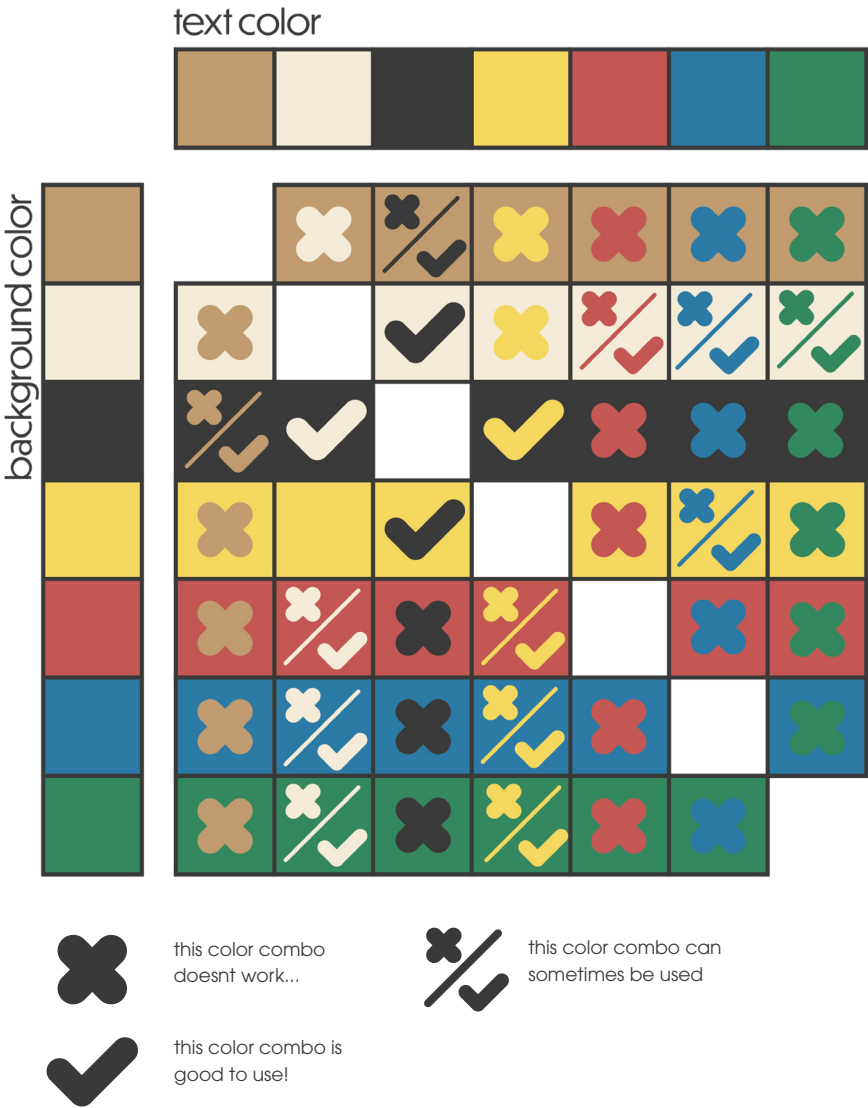 text color
background color
this color combo
doesnt work...
this color combo can
sometimes be used
this color combo is
good to use!